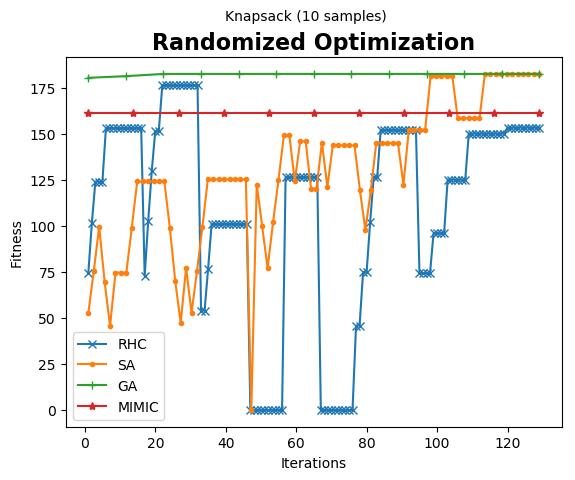 Knapsack (10 samples)
Randomized Optimization
Fitness
175
150
125
100
75
50
25
0
RHC
SA
GA
MIMIC
0 20 40 60 80 100 120
Iterations